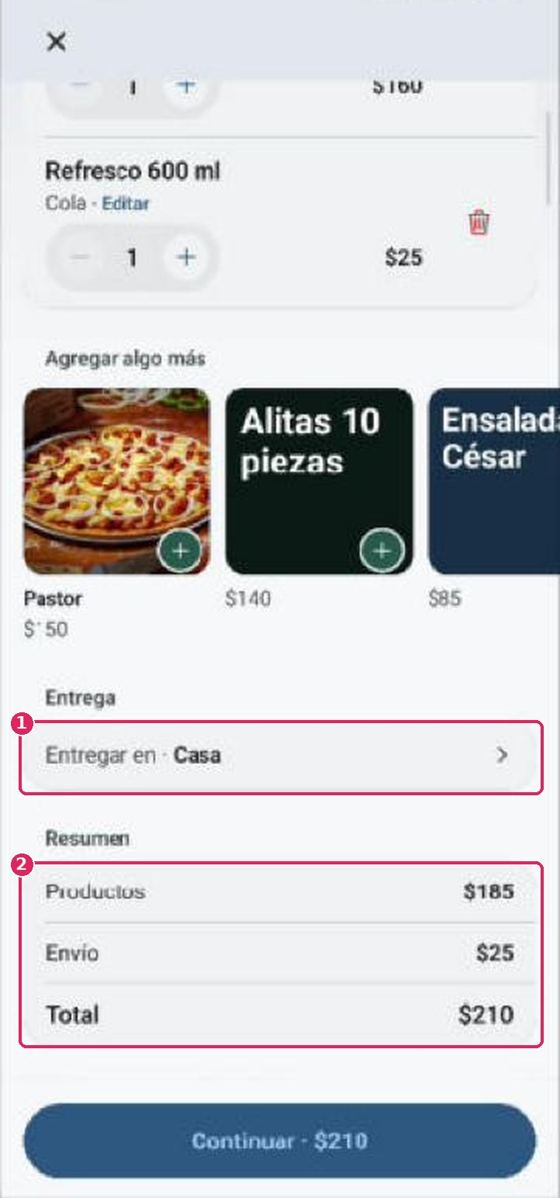 1
$160
Refresco 600 ml
Cola · Editar
1
$25
Agregar algo más
Alitas 10
piezas
Ensalada
César
Pastor
$140
$85
Entrega
1
Entregar en · Casa
Resumen
2
Productos
$185
Envío
$25
Total
$210
Continuar · $210